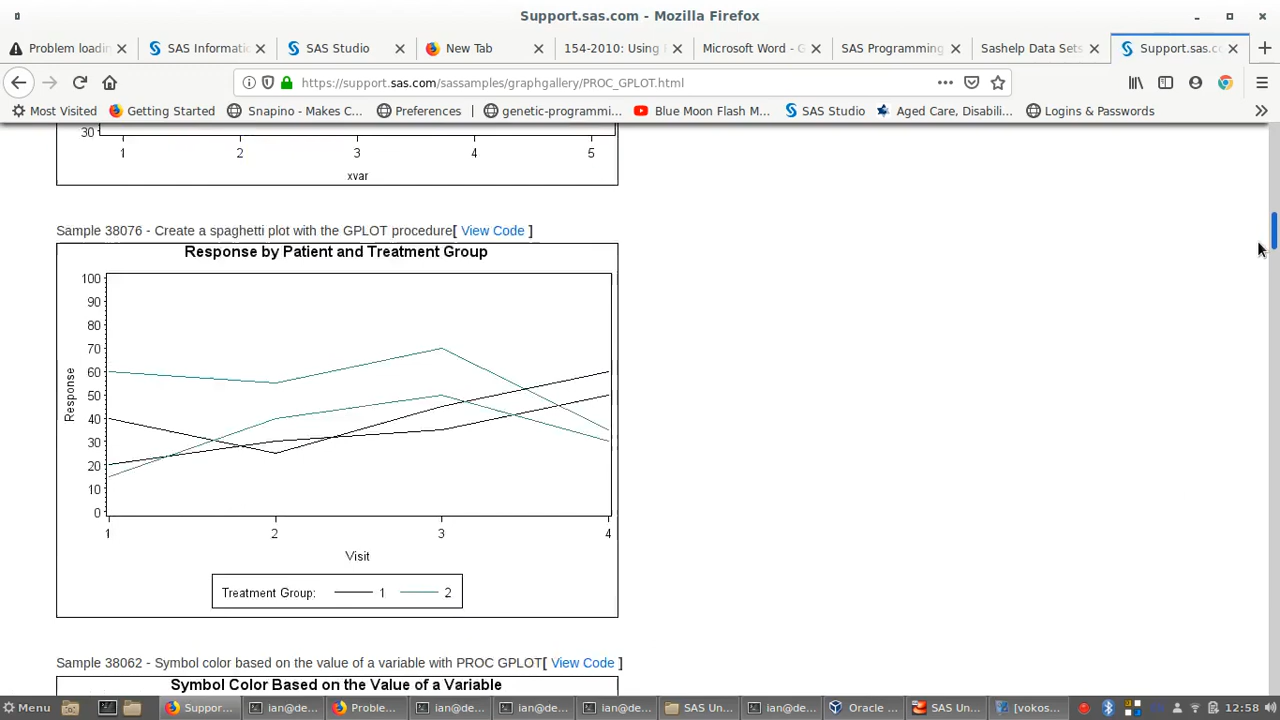 Support.sas.com - Mozilla Firefox
Problem loadin
SAS Informatic
SAS Studio
New Tab
154-2010: Using
Microsoft Word - G
SAS Programming
Sashelp Data Sets
Support.sas.co
https://support.sas.com/sassamples/graphgallery/PROC_GPLOT.html
Most Visited
Getting Started
Snapino - Makes C...
Preferences
genetic-programmi...
Blue Moon Flash M...
SAS Studio
Aged Care, Disabili...
Logins & Passwords
30
1 2 3 4 5
xvar
Sample 38076 - Create a spaghetti plot with the GPLOT procedure[ View Code ]
Response by Patient and Treatment Group
100
90
80
70
60
50
40
30
20
10
0
Response
1 2 3 4
Visit
Treatment Group: 1 2
Sample 38062 - Symbol color based on the value of a variable with PROC GPLOT[ View Code ]
Symbol Color Based on the Value of a Variable
Menu
Suppor...
ian@de...
Proble...
ian@de...
ian@de...
ian@de...
SAS Un...
ian@de...
Oracle ...
SAS Un...
[vokos...
12:58